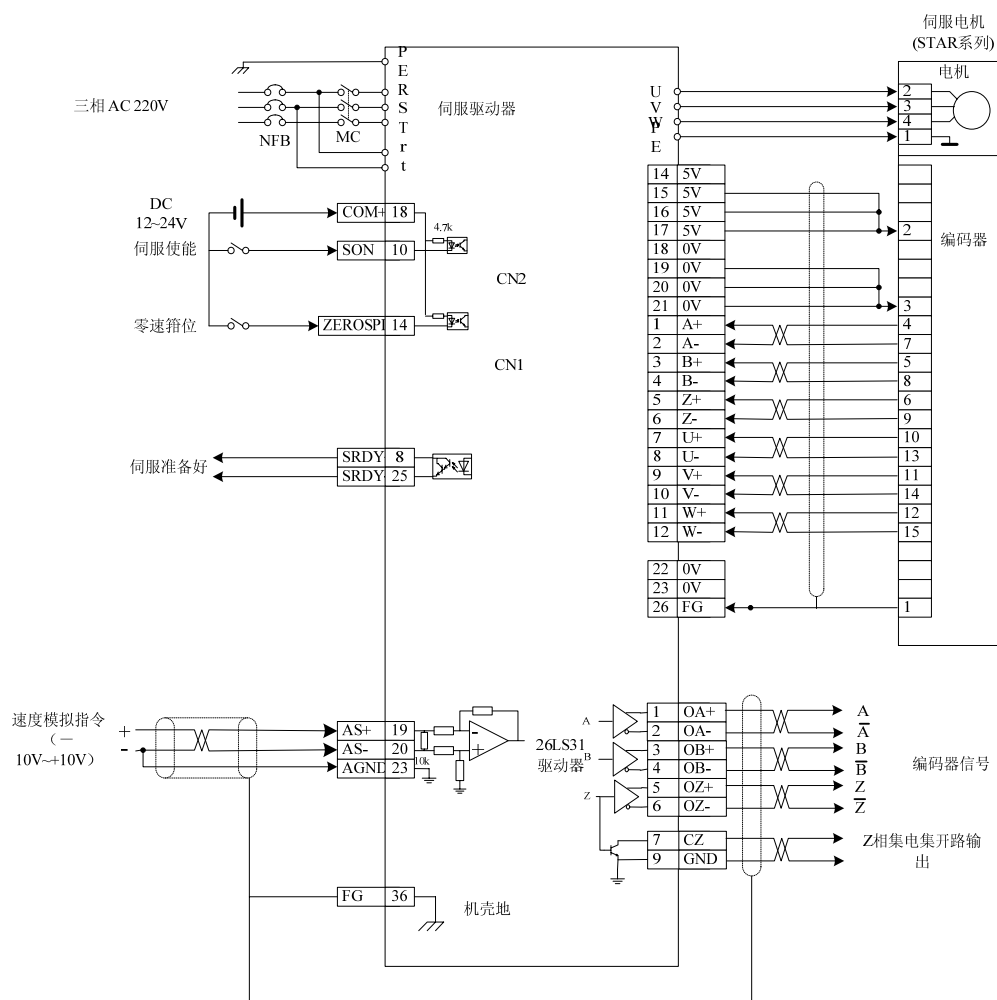 伺服电机
(STAR系列)
电机
2
3
4
1
P
E
R
S
T
r
t
三相 AC 220V
NFB
MC
伺服驱动器
U
V
W
PE
DC
12~24V
COM+ 18
4.7k
伺服使能
SON 10
CN2
零速箝位
ZEROSPD 14
CN1
伺服准备好
SRDY 8
SRDY- 25
14 5V
15 5V
16 5V
17 5V 2
18 0V
19 0V
20 0V
21 0V 3
1 A+ 4
2 A- 7
3 B+ 5
4 B- 8
5 Z+ 6
6 Z- 9
7 U+ 10
8 U- 13
9 V+ 11
10 V- 14
11 W+ 12
12 W- 15
22 0V
23 0V
26 FG 1
编码器
速度模拟指令
（一
10V~+10V）
+
-
AS+ 19
AS- 20
AGND 23
10k
-
+
26LS31
驱动器
A
B
Z
1 OA+ A
2 OA- A̅
3 OB+ B
4 OB- B̅
5 OZ+ Z
6 OZ- Z̅
编码器信号
7 CZ
9 GND
Z相集电集开路输
出
FG 36
机壳地